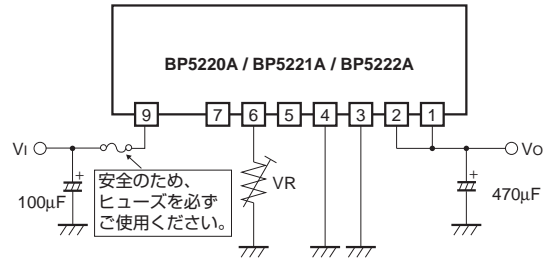 BP5220A / BP5221A / BP5222A
9 7 6 5 4 3 2 1
VI
VO
+
100μF
安全のため、
ヒューズを必ず
ご使用ください。
VR
+
470μF